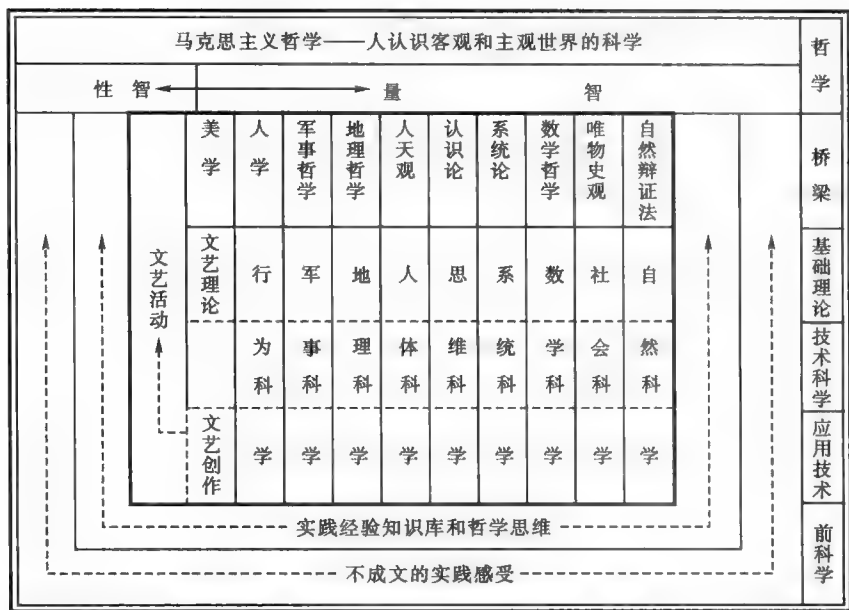 马克思主义哲学——人认识客观和主观世界的科学
哲学
性智
量智
美学
人学
军事哲学
地理哲学
人天观
认识论
系统论
数学哲学
唯物史观
自然辩证法
桥梁
文艺活动
文艺理论
行为科学
军事科学
地理科学
人体科学
思维科学
系统科学
数学科学
社会科学
自然科学
基础理论
技术科学
文艺创作
应用技术
实践经验知识库和哲学思维
不成文的实践感受
前科学